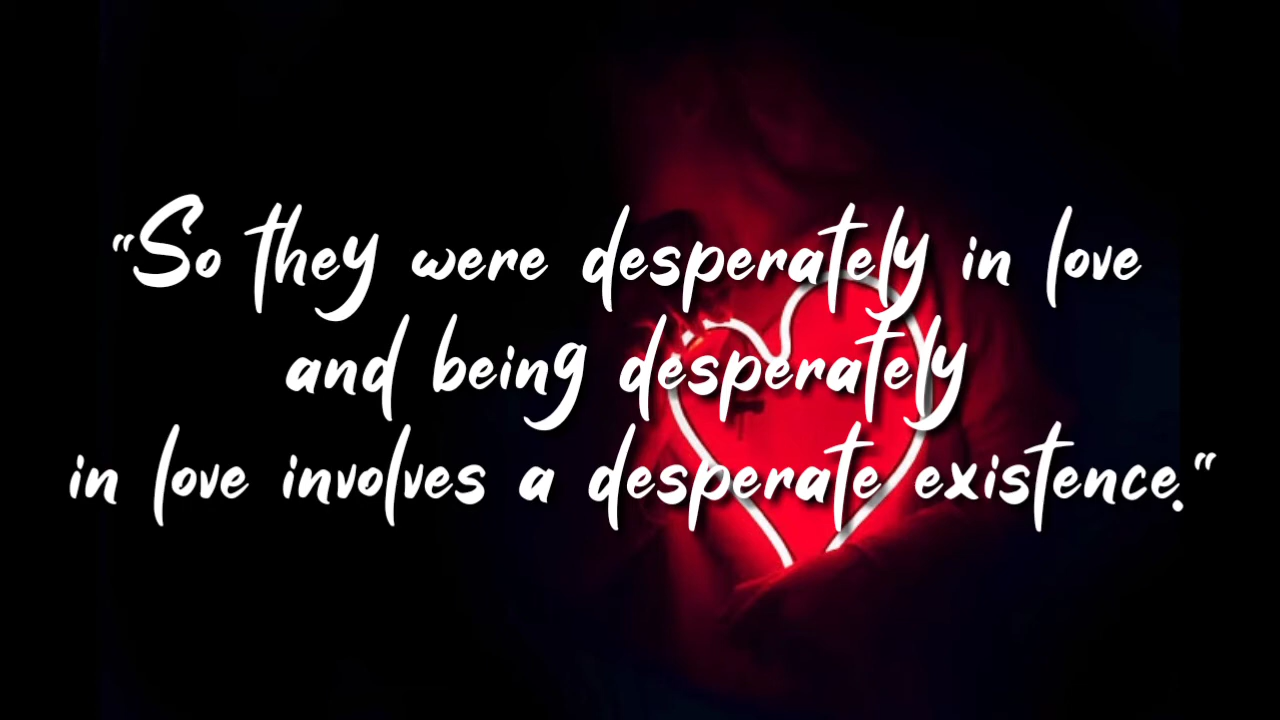 “So they were desperately in love
and being desperately
in love involves a desperate existence.“